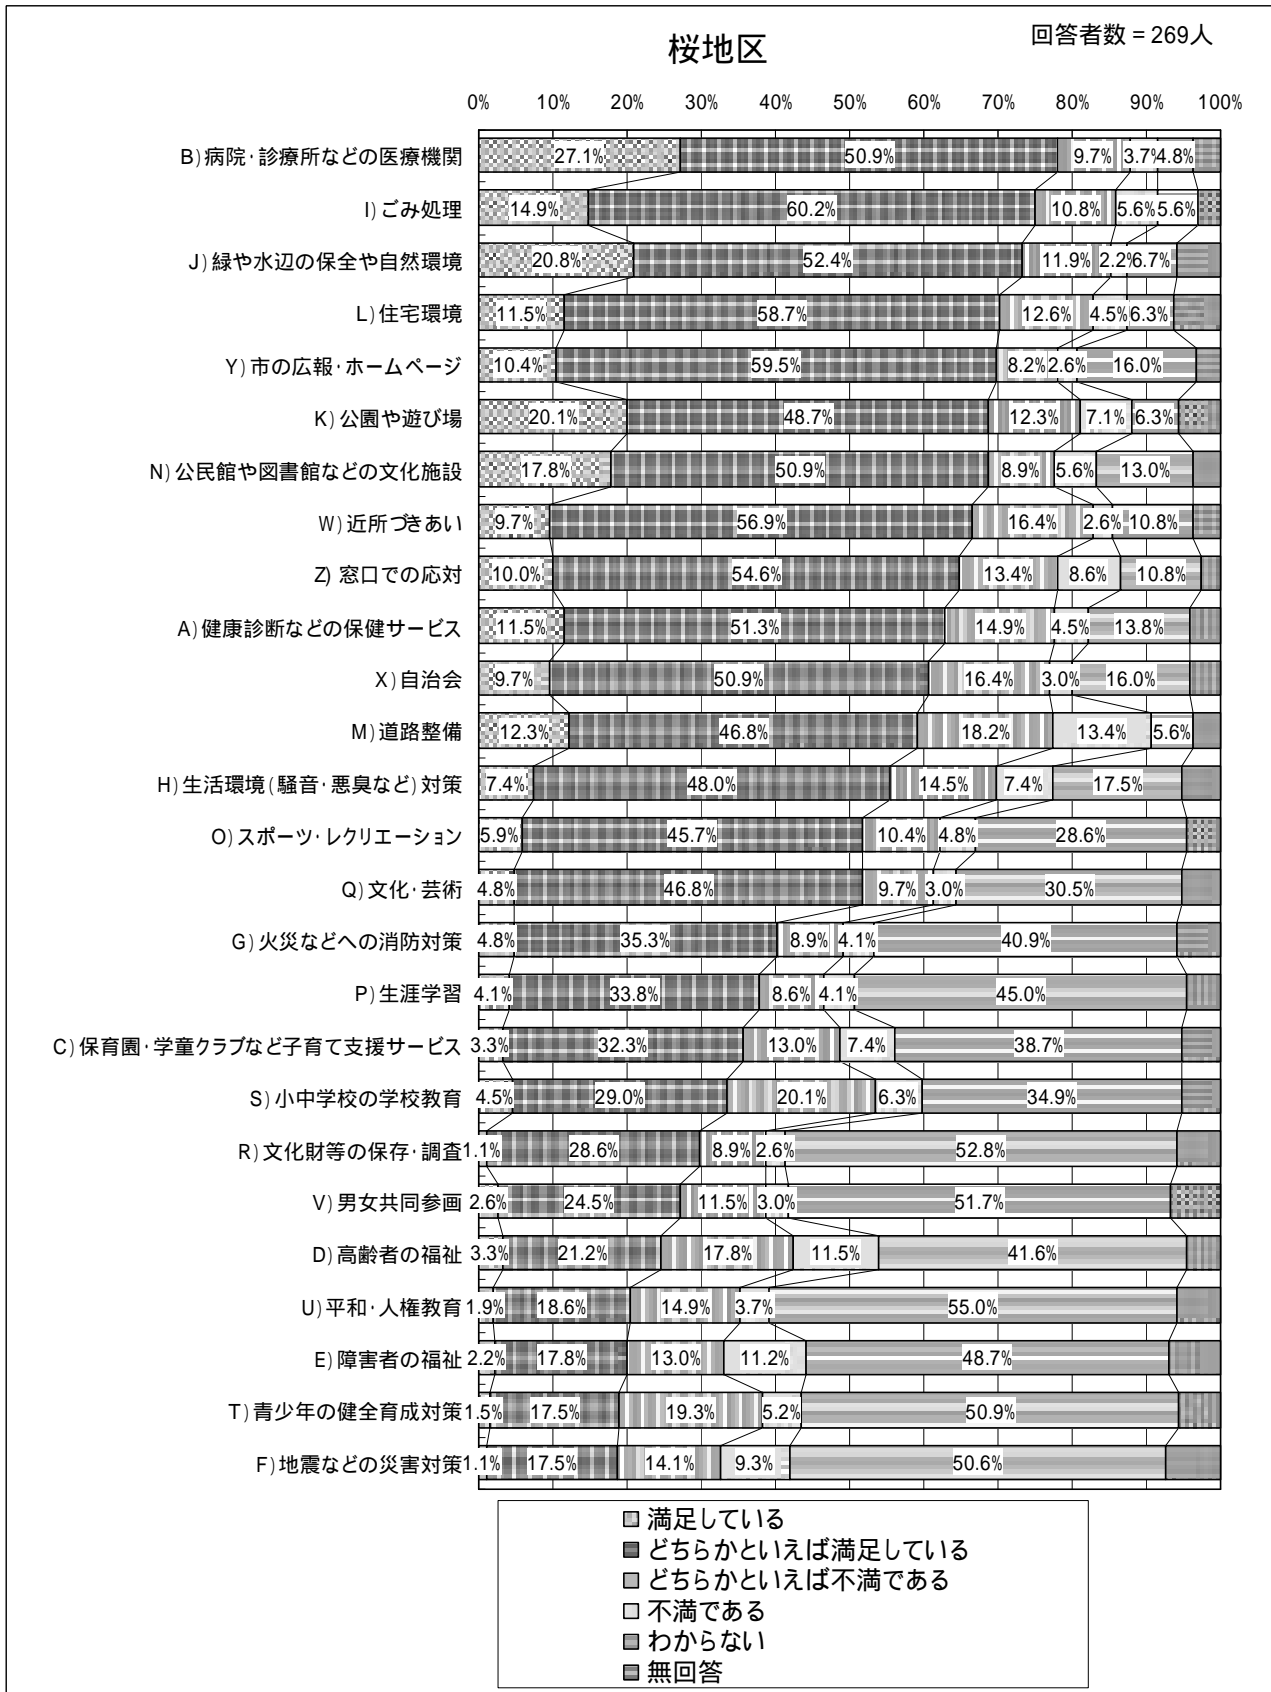 桜地区
回答者数 = 269人
0% 10% 20% 30% 40% 50% 60% 70% 80% 90% 100%
B)病院・診療所などの医療機関 27.1% 50.9% 9.7% 3.7% 4.8%
I)ごみ処理 14.9% 60.2% 10.8% 5.6% 5.6%
J)緑や水辺の保全や自然環境 20.8% 52.4% 11.9% 2.2% 6.7%
L)住宅環境 11.5% 58.7% 12.6% 4.5% 6.3%
Y)市の広報・ホームページ 10.4% 59.5% 8.2% 2.6% 16.0%
K)公園や遊び場 20.1% 48.7% 12.3% 7.1% 6.3%
N)公民館や図書館などの文化施設 17.8% 50.9% 8.9% 5.6% 13.0%
W)近所づきあい 9.7% 56.9% 16.4% 2.6% 10.8%
Z)窓口での応対 10.0% 54.6% 13.4% 8.6% 10.8%
A)健康診断などの保健サービス 11.5% 51.3% 14.9% 4.5% 13.8%
X)自治会 9.7% 50.9% 16.4% 3.0% 16.0%
M)道路整備 12.3% 46.8% 18.2% 13.4% 5.6%
H)生活環境(騒音・悪臭など)対策 7.4% 48.0% 14.5% 7.4% 17.5%
O)スポーツ・レクリエーション 5.9% 45.7% 10.4% 4.8% 28.6%
Q)文化・芸術 4.8% 46.8% 9.7% 3.0% 30.5%
G)火災などへの消防対策 4.8% 35.3% 8.9% 4.1% 40.9%
P)生涯学習 4.1% 33.8% 8.6% 4.1% 45.0%
C)保育園・学童クラブなど子育て支援サービス 3.3% 32.3% 13.0% 7.4% 38.7%
S)小中学校の学校教育 4.5% 29.0% 20.1% 6.3% 34.9%
R)文化財等の保存・調査 1.1% 28.6% 8.9% 2.6% 52.8%
V)男女共同参画 2.6% 24.5% 11.5% 3.0% 51.7%
D)高齢者の福祉 3.3% 21.2% 17.8% 11.5% 41.6%
U)平和・人権教育 1.9% 18.6% 14.9% 3.7% 55.0%
E)障害者の福祉 2.2% 17.8% 13.0% 11.2% 48.7%
T)青少年の健全育成対策 1.5% 17.5% 19.3% 5.2% 50.9%
F)地震などの災害対策 1.1% 17.5% 14.1% 9.3% 50.6%
満足している
どちらかといえば満足している
どちらかといえば不満である
不満である
わからない
無回答